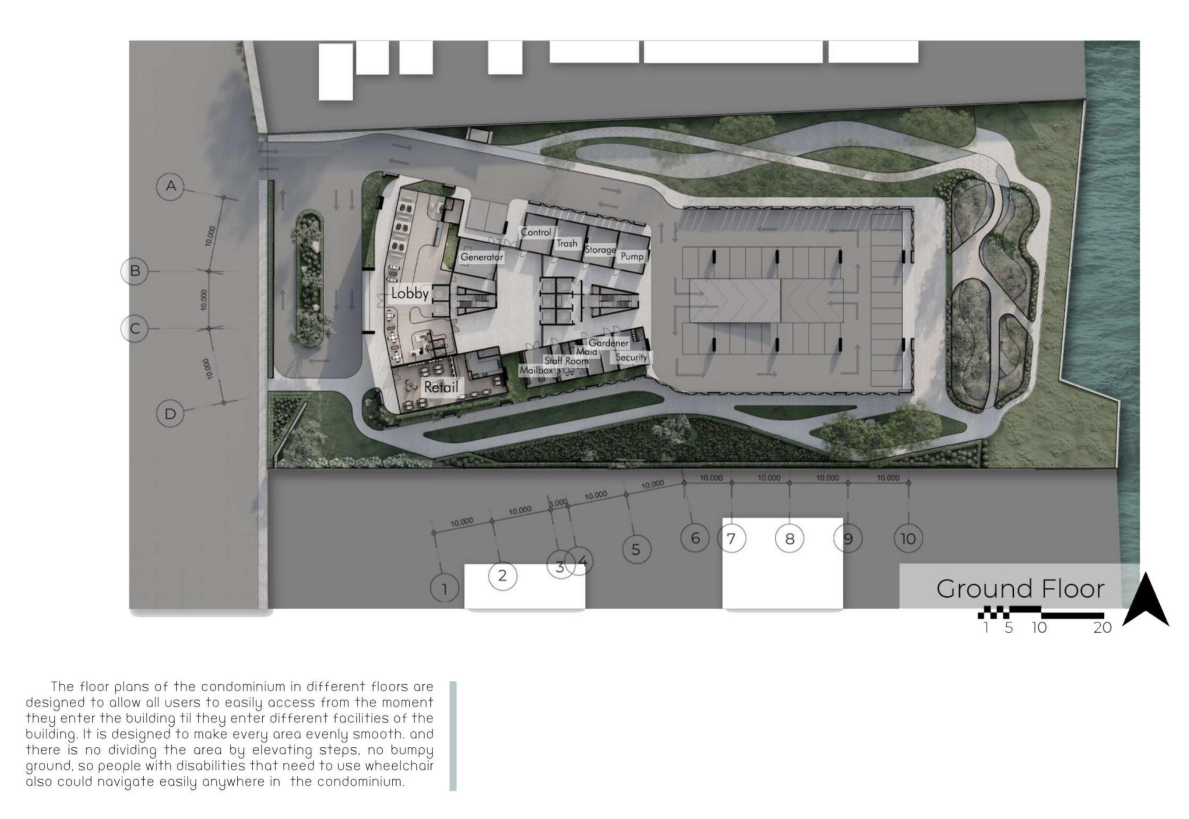 A
10.000
B
10.000
C
10.000
D
Control
Trash
Storage
Pump
Generator
Lobby
Gardener
Maid
Security
Staff Room
Mailbox
Retail
10.000
10.000
3.000
10.000
10.000
10.000
10.000
10.000
10.000
1
2
3
4
5
6
7
8
9
10
Ground Floor
1 5 10 20
The floor plans of the condominium in different floors are
designed to allow all users to easily access from the moment
they enter the building til they enter different facilities of the
building. It is designed to make every area evenly smooth. and
there is no dividing the area by elevating steps, no bumpy
ground, so people with disabilities that need to use wheelchair
also could navigate easily anywhere in the condominium.